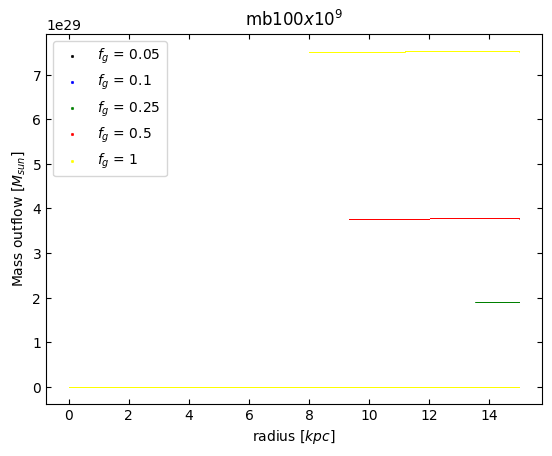 mb100x10^9
1e29
f_g = 0.05
f_g = 0.1
f_g = 0.25
f_g = 0.5
f_g = 1
7
6
5
4
3
2
1
0
Mass outflow [M_sun]
0 2 4 6 8 10 12 14
radius [kpc]